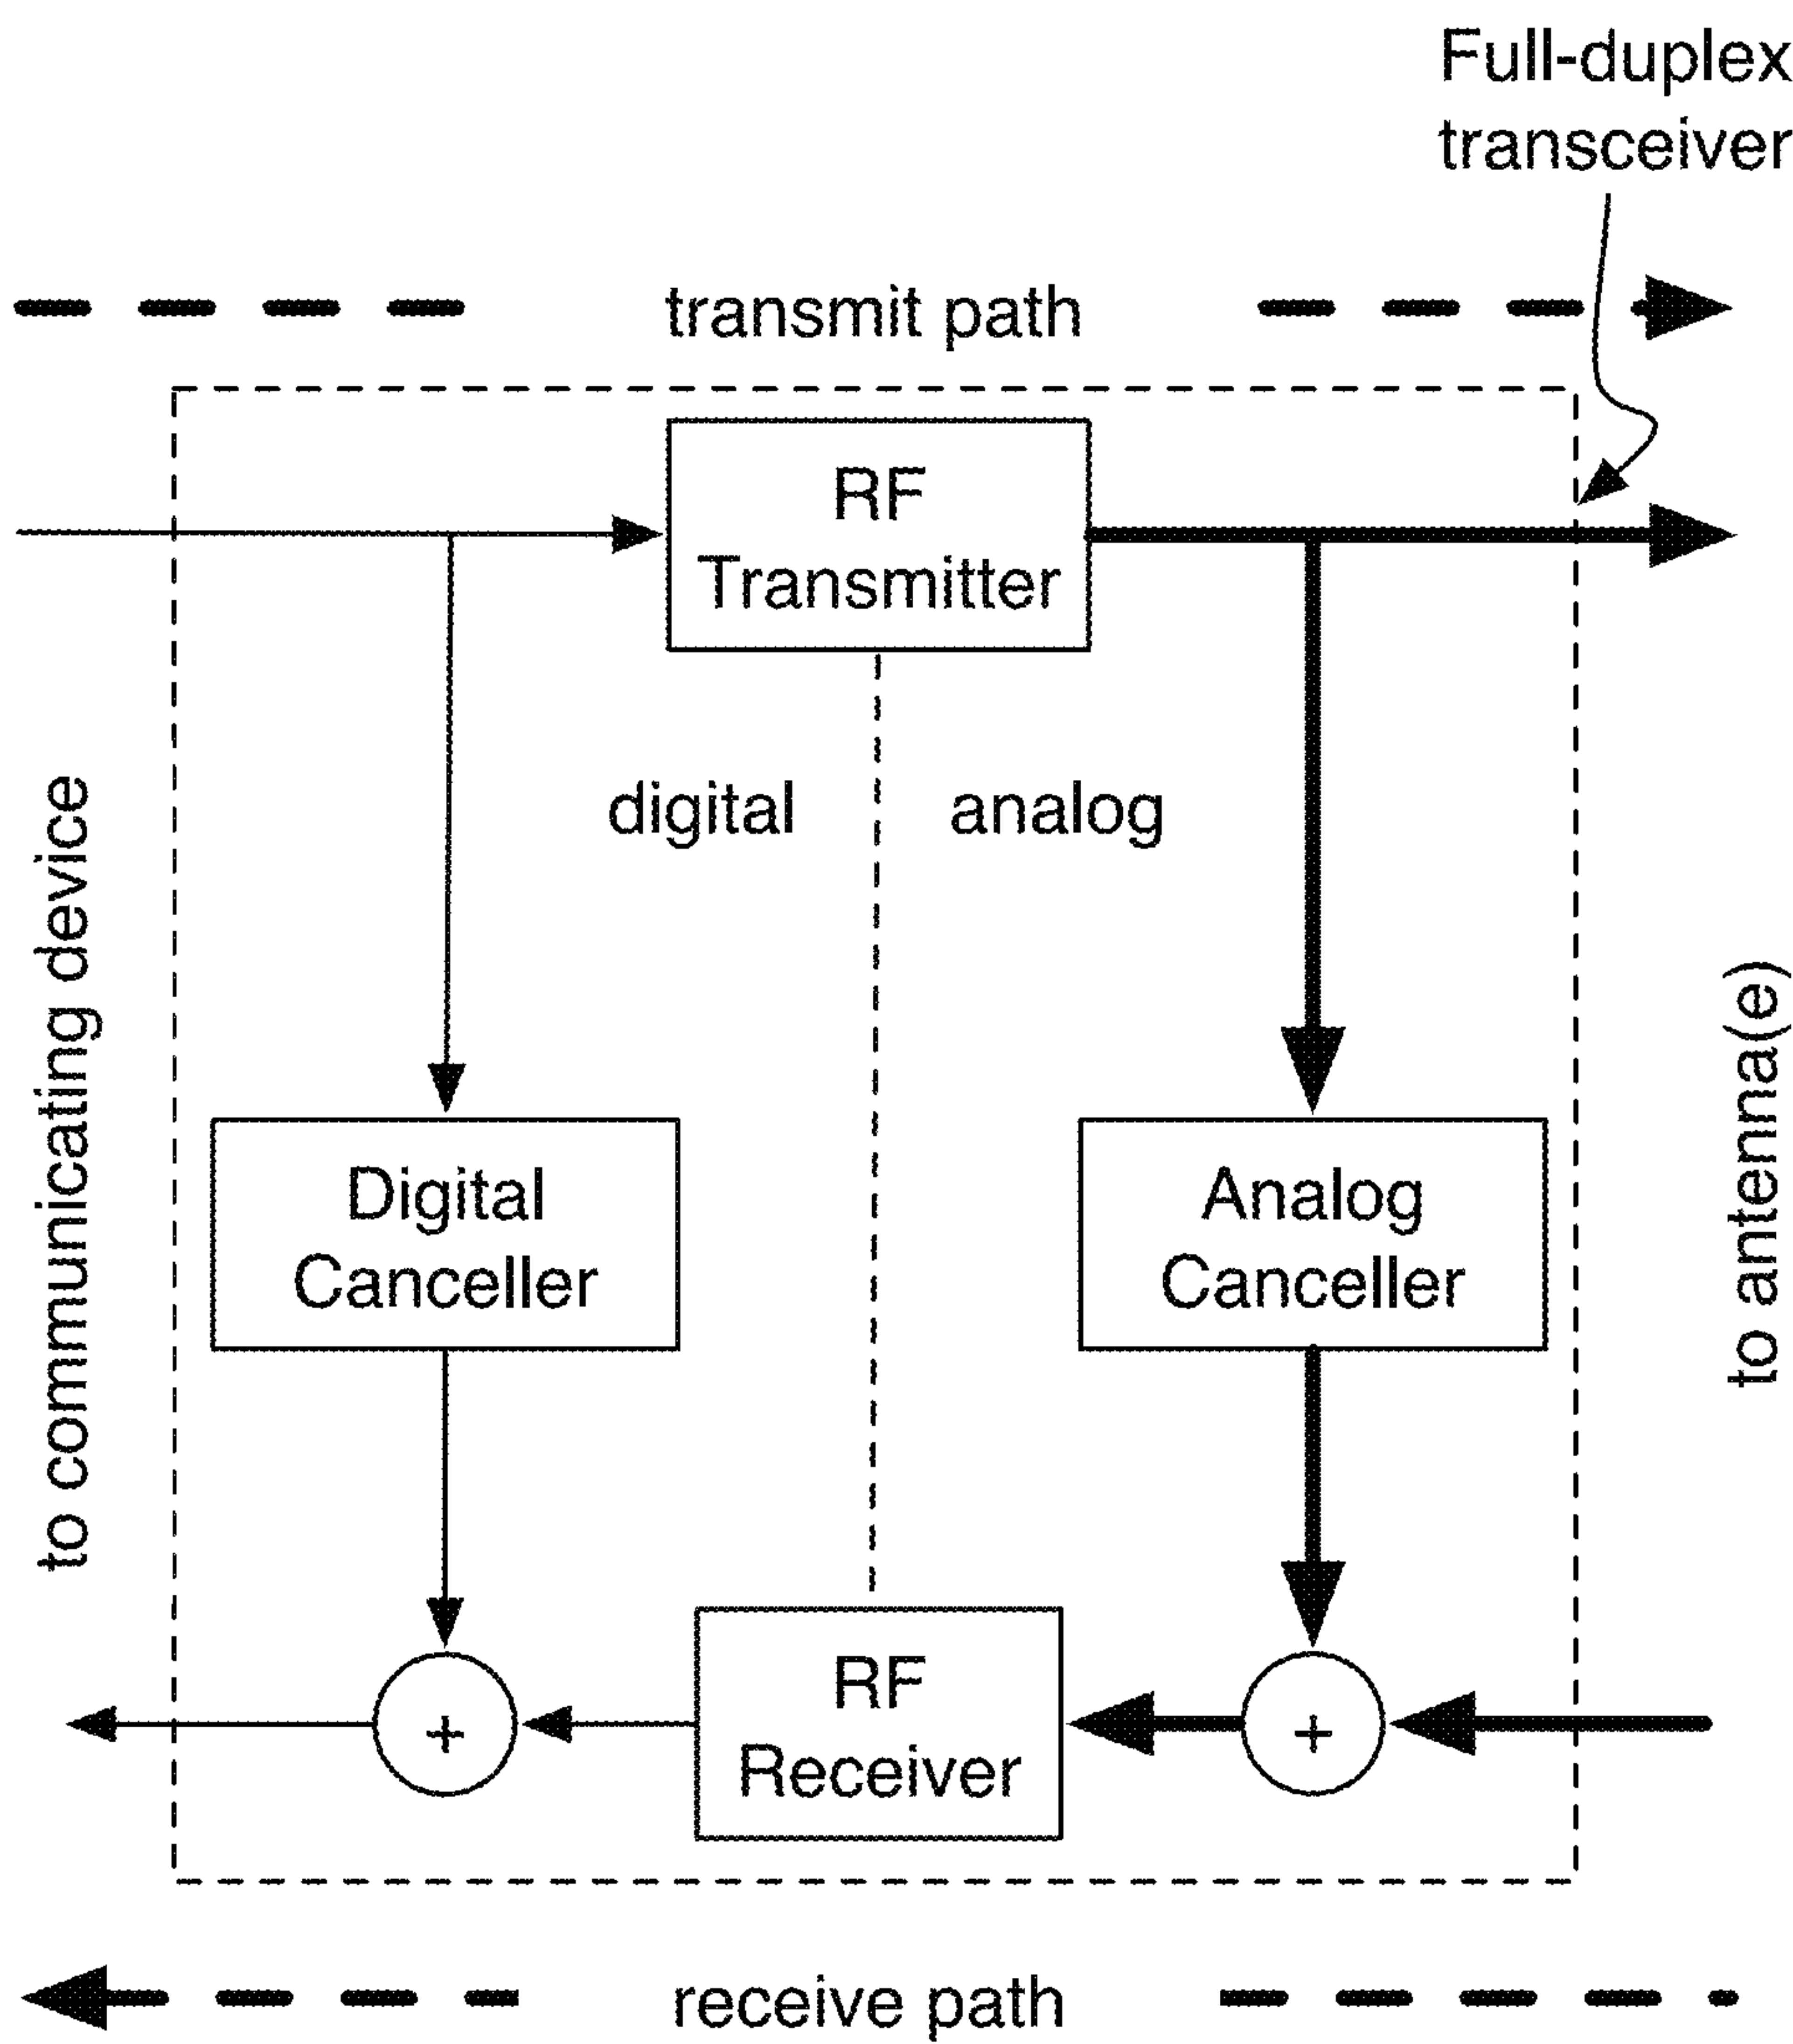 Full-duplex
transceiver
transmit path
RF
Transmitter
digital
analog
to communicating device
to antenna(e)
Digital
Canceller
Analog
Canceller
RF
Receiver
+
+
receive path